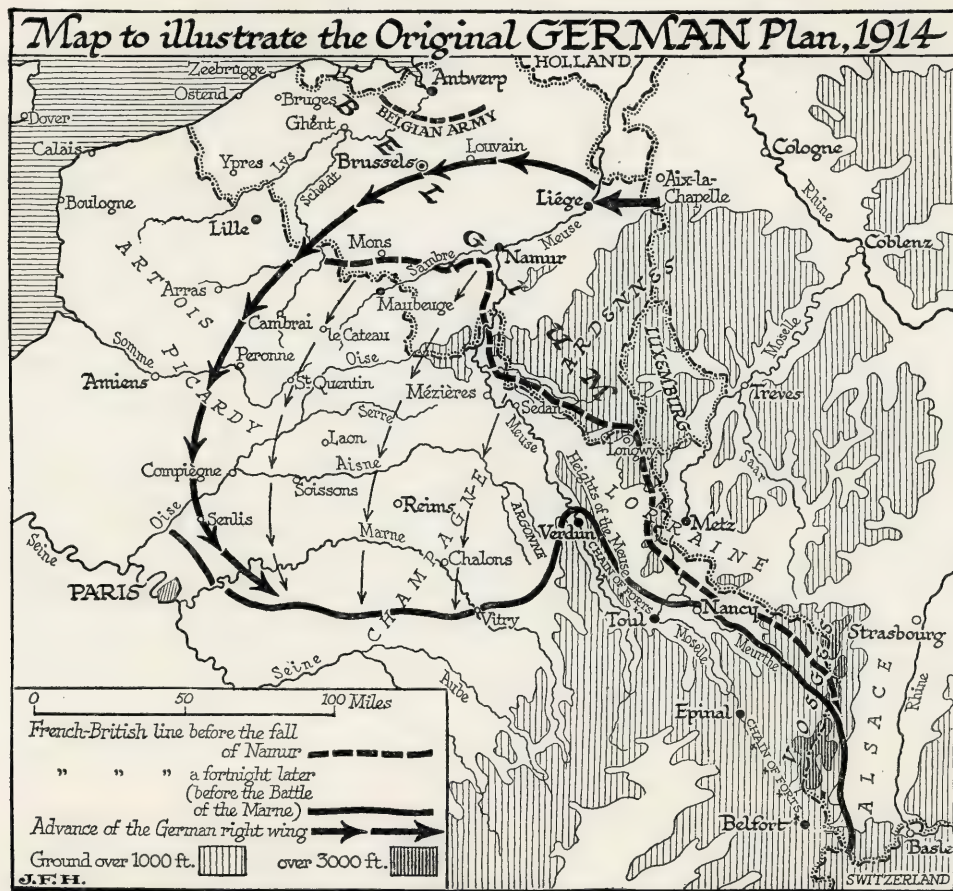 Map to illustrate the Original GERMAN Plan, 1914
HOLLAND
Zeebrugge
Antwerp
Ostend
Bruges
Dover
Ghent
BELGIAN ARMY
Calais
Ypres
Lys
Scheldt
Brussels
Louvain
Cologne
Aix-la-
Chapelle
Rhine
Boulogne
Lille
Liége
Meuse
BELGIUM
Coblenz
Mons
Sambre
Namur
ARTOIS
Arras
Maubeuge
ARDENNES
Moselle
Cambrai
le Cateau
LUXEMBURG
Somme
Peronne
Oise
Amiens
PICARDY
St Quentin
Mézières
Sedan
Treves
Serre
Meuse
Longwy
Saar
Laon
Compiègne
Aisne
Soissons
LORRAINE
Heights of the Meuse
Oise
Reims
ARGONNE
Metz
Senlis
Marne
Verdun
CHAMPAGNE
Seine
Chalons
CHAIN OF FORTS
PARIS
Vitry
Nancy
Toul
Strasbourg
Moselle
Meurthe
Seine
Aube
VOSGES
ALSACE
Rhine
Epinal
CHAIN OF FORTS
Belfort
Basle
SWITZERLAND
0 50 100 Miles
French-British line before the fall
of Namur
" " " a fortnight later
(before the Battle
of the Marne)
Advance of the German right wing
Ground over 1000 ft. over 3000 ft.
J.F.H.